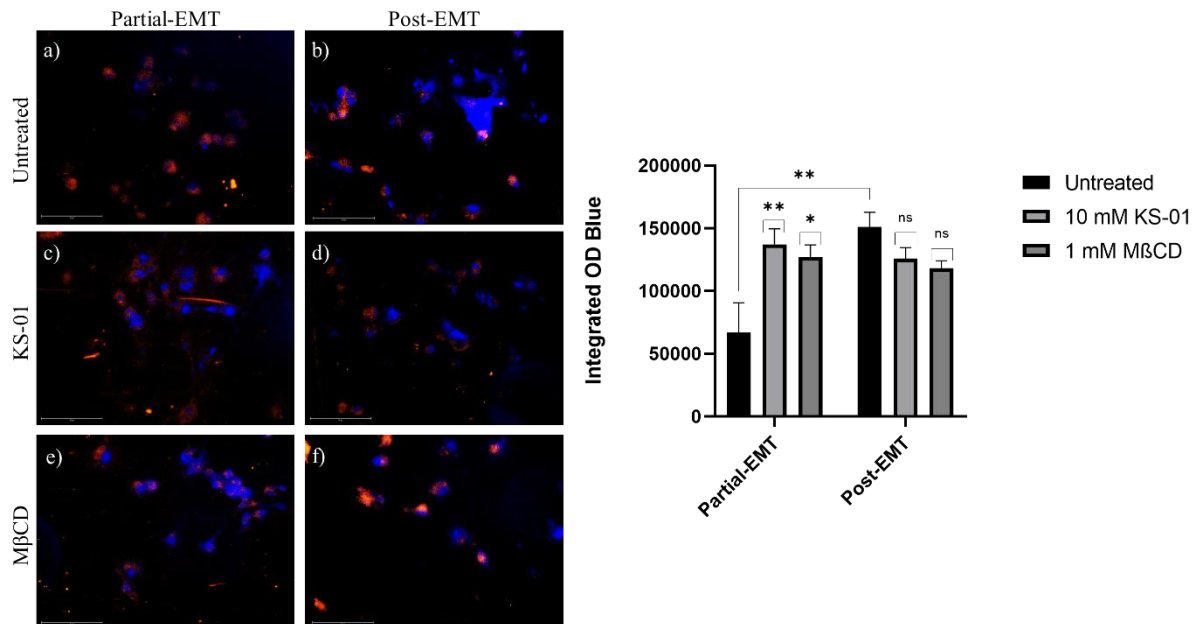 Partial-EMT
Post-EMT
Untreated
a)
b)
KS-01
c)
d)
MβCD
e)
f)
Integrated OD Blue
200000
150000
100000
50000
0
**
**
*
ns
ns
Partial-EMT
Post-EMT
Untreated
10 mM KS-01
1 mM MβCD